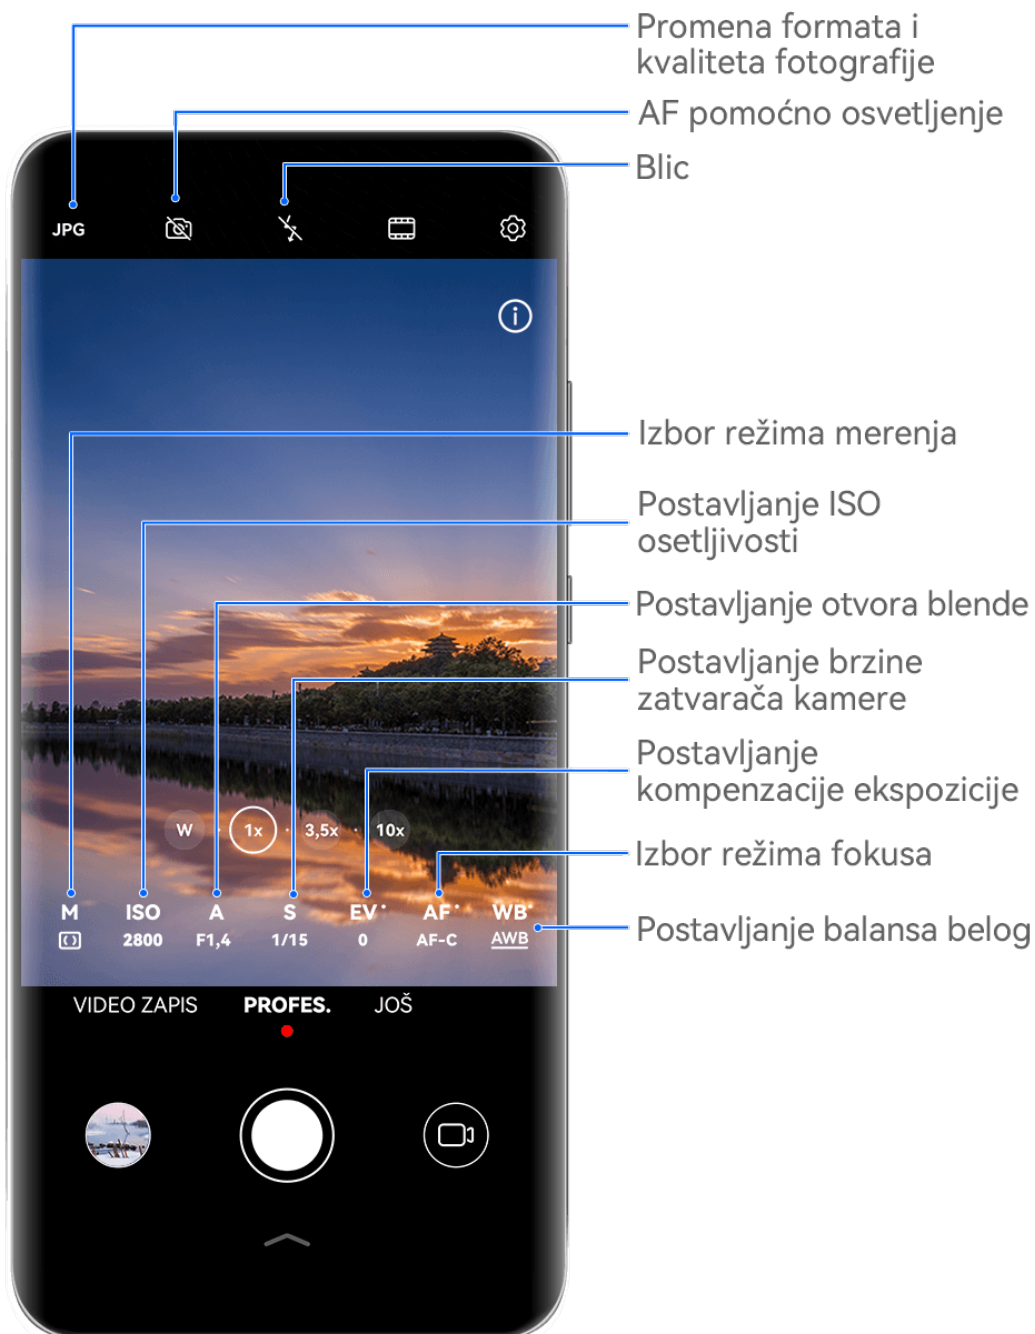 Promena formata i
kvaliteta fotografije
AF pomoćno osvetljenje
Blic
JPG
Izbor režima merenja
Postavljanje ISO
osetljivosti
Postavljanje otvora blende
Postavljanje brzine
zatvarača kamere
Postavljanje
kompenzacije ekspozicije
W 1x 3,5x 10x
Izbor režima fokusa
M ISO A S EV AF WB
2800 F1,4 1/15 0 AF-C AWB
Postavljanje balansa belog
VIDEO ZAPIS PROFES. JOŠ